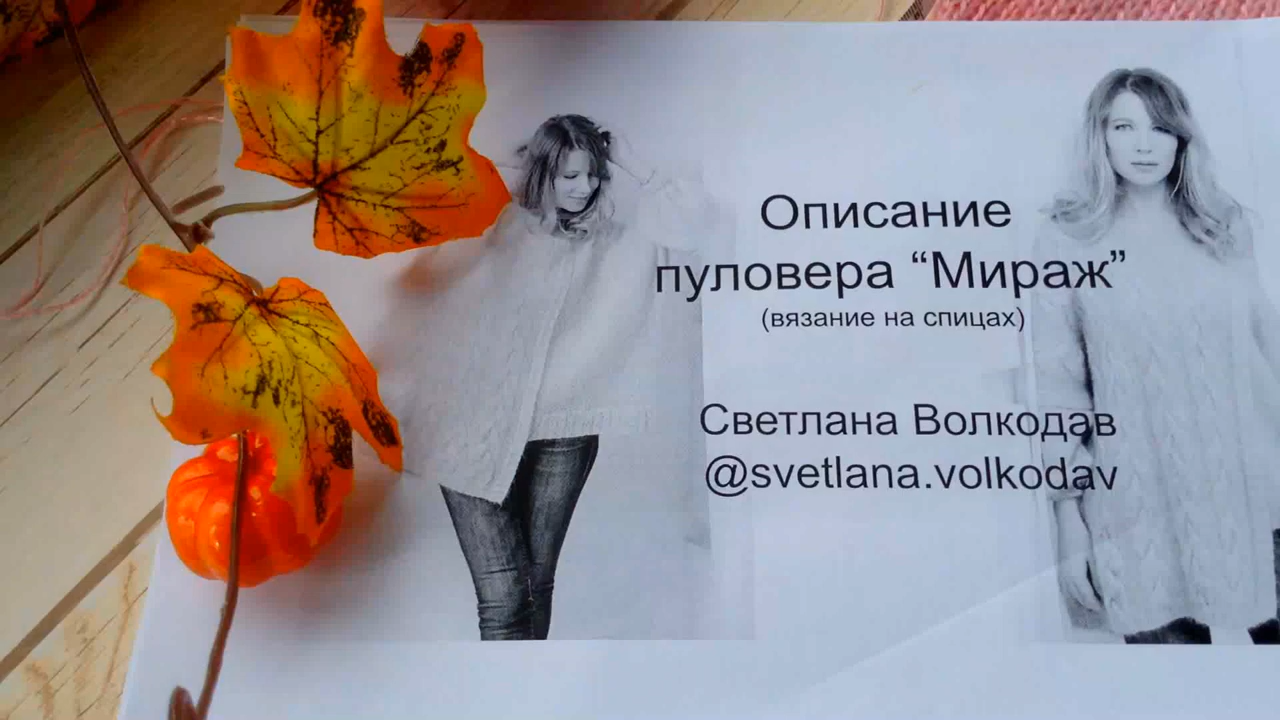 Описание
пуловера “Мираж”
(вязание на спицах)
Светлана Волкодав
@svetlana.volkodav